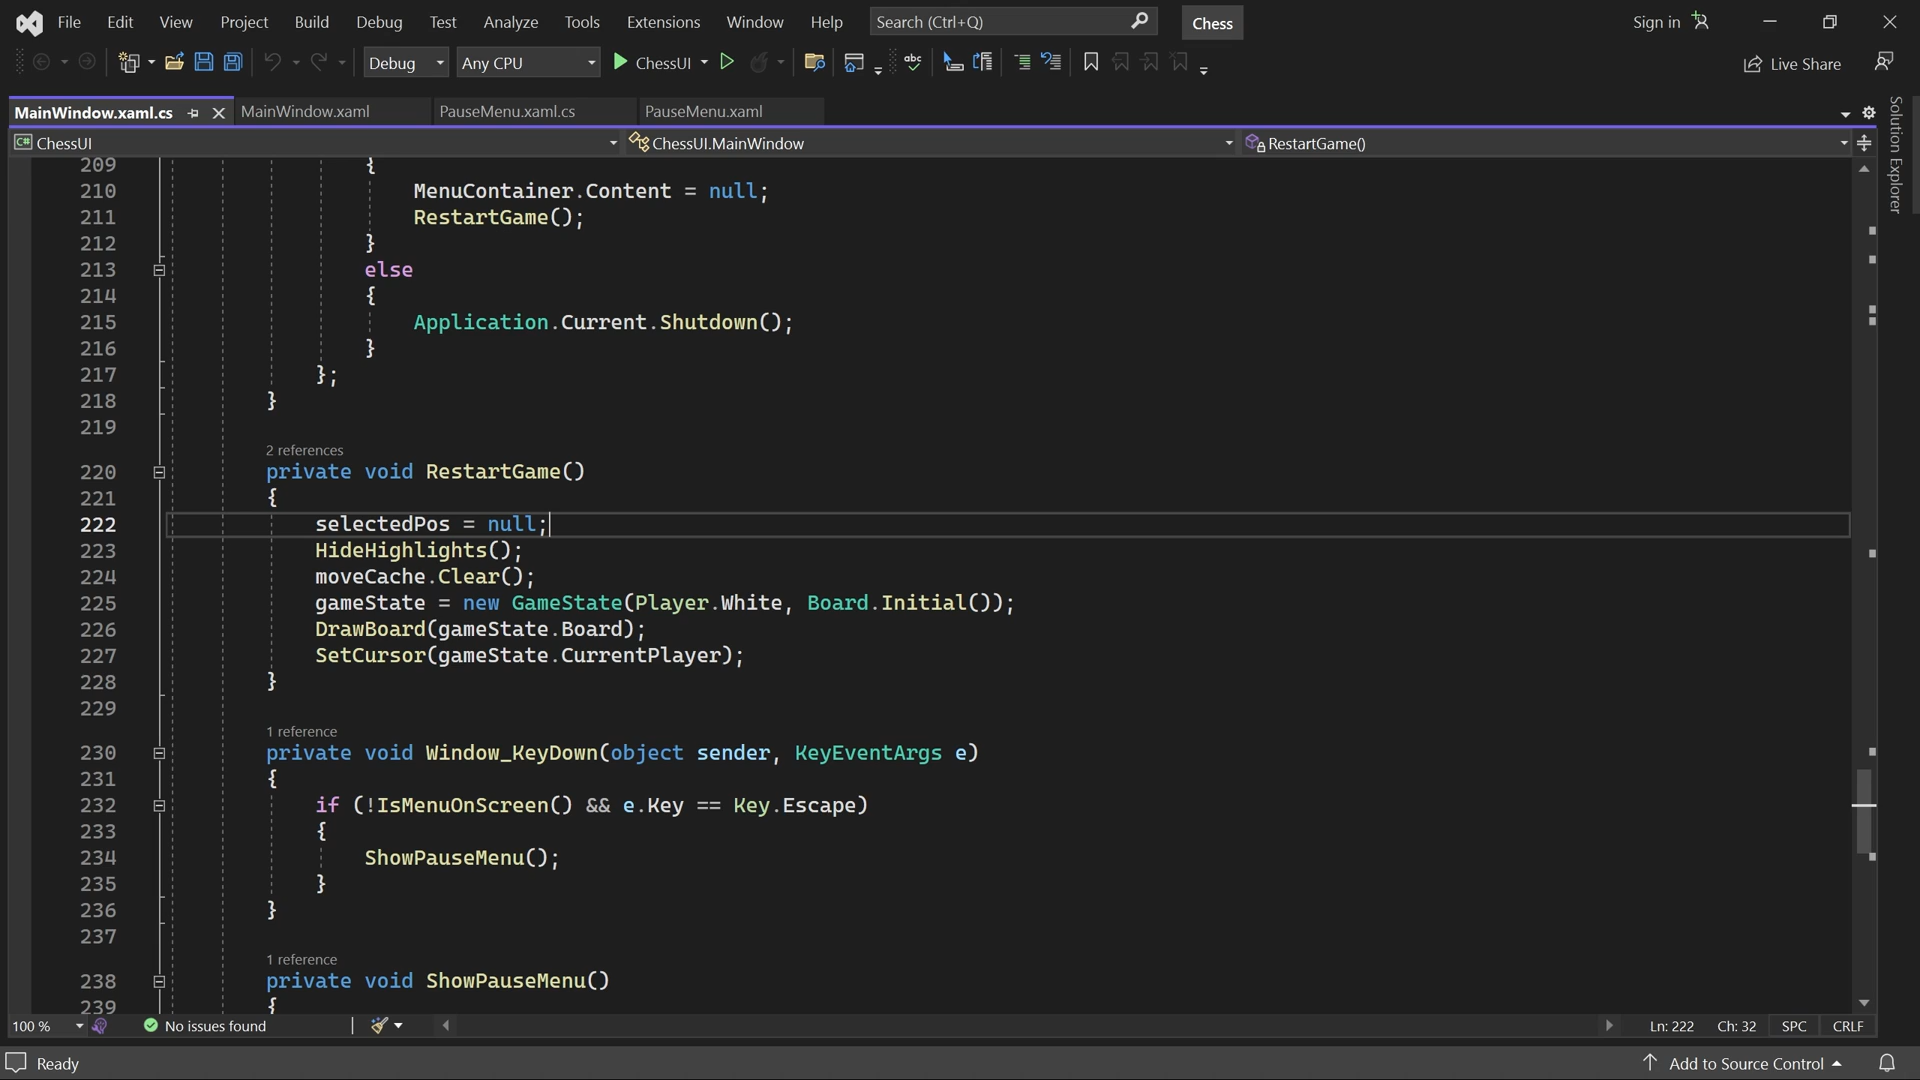 File Edit View Project Build Debug Test Analyze Tools Extensions Window Help Search (Ctrl+Q) Chess Sign in
Debug Any CPU ChessUI Live Share
MainWindow.xaml.cs MainWindow.xaml PauseMenu.xaml.cs PauseMenu.xaml
C# ChessUI ChessUI.MainWindow RestartGame()
Solution Explorer
209 {
210 MenuContainer.Content = null;
211 RestartGame();
212 }
213 else
214 {
215 Application.Current.Shutdown();
216 }
217 };
218 }
219
2 references
220 private void RestartGame()
221 {
222 selectedPos = null;
223 HideHighlights();
224 moveCache.Clear();
225 gameState = new GameState(Player.White, Board.Initial());
226 DrawBoard(gameState.Board);
227 SetCursor(gameState.CurrentPlayer);
228 }
229
1 reference
230 private void Window_KeyDown(object sender, KeyEventArgs e)
231 {
232 if (!IsMenuOnScreen() && e.Key == Key.Escape)
233 {
234 ShowPauseMenu();
235 }
236 }
237
1 reference
238 private void ShowPauseMenu()
239 {
100 % No issues found Ln: 222 Ch: 32 SPC CRLF
Ready Add to Source Control